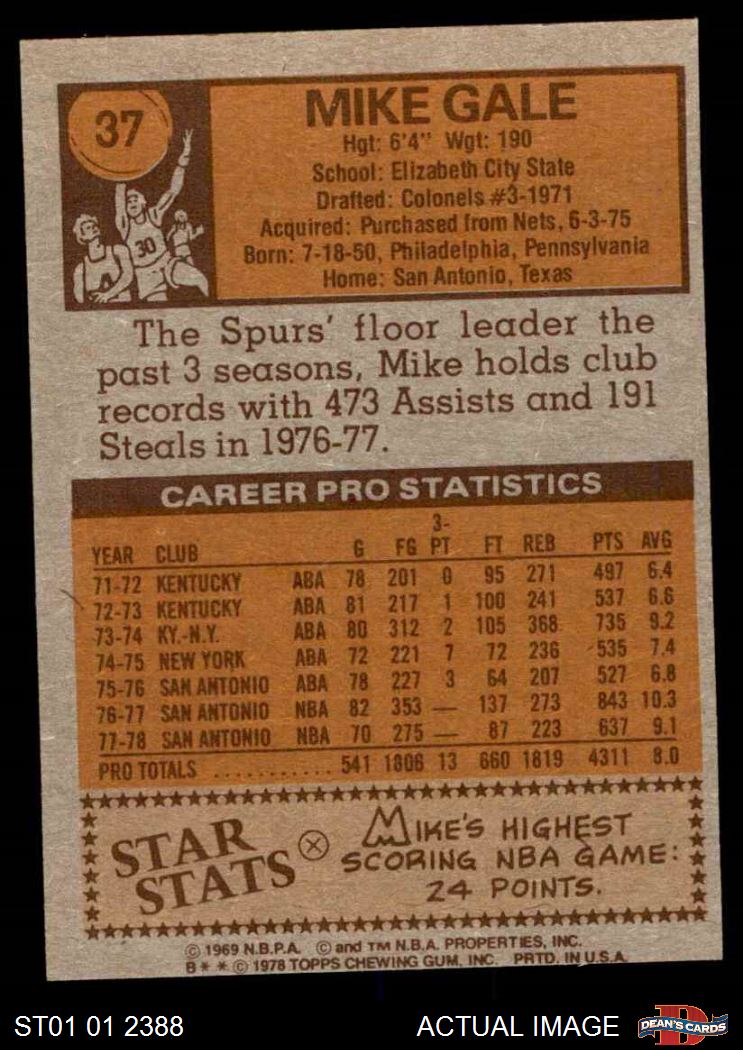 37
30
MIKE GALE
Hgt: 6'4" Wgt: 190
School: Elizabeth City State
Drafted: Colonels #3-1971
Acquired: Purchased from Nets, 6-3-75
Born: 7-18-50, Philadelphia, Pennsylvania
Home: San Antonio, Texas
The Spurs' floor leader the
past 3 seasons, Mike holds club
records with 473 Assists and 191
Steals in 1976-77.
CAREER PRO STATISTICS
YEAR CLUB G FG 3-PT FT REB PTS AVG
71-72 KENTUCKY ABA 78 201 0 95 271 497 6.4
72-73 KENTUCKY ABA 81 217 1 100 241 537 6.6
73-74 KY.-N.Y. ABA 80 312 2 105 368 735 9.2
74-75 NEW YORK ABA 72 221 7 72 236 535 7.4
75-76 SAN ANTONIO ABA 78 227 3 64 207 527 6.8
76-77 SAN ANTONIO NBA 82 353 — 137 273 843 10.3
77-78 SAN ANTONIO NBA 70 275 — 87 223 637 9.1
PRO TOTALS ........... 541 1806 13 660 1819 4311 8.0
STAR STATS
MIKE'S HIGHEST
SCORING NBA GAME:
24 POINTS.
© 1969 N.B.P.A. © and TM N.B.A. PROPERTIES, INC.
B * * © 1978 TOPPS CHEWING GUM, INC. PRTD. IN U.S.A.
ST01 01 2388 ACTUAL IMAGE
DEAN'S CARDS